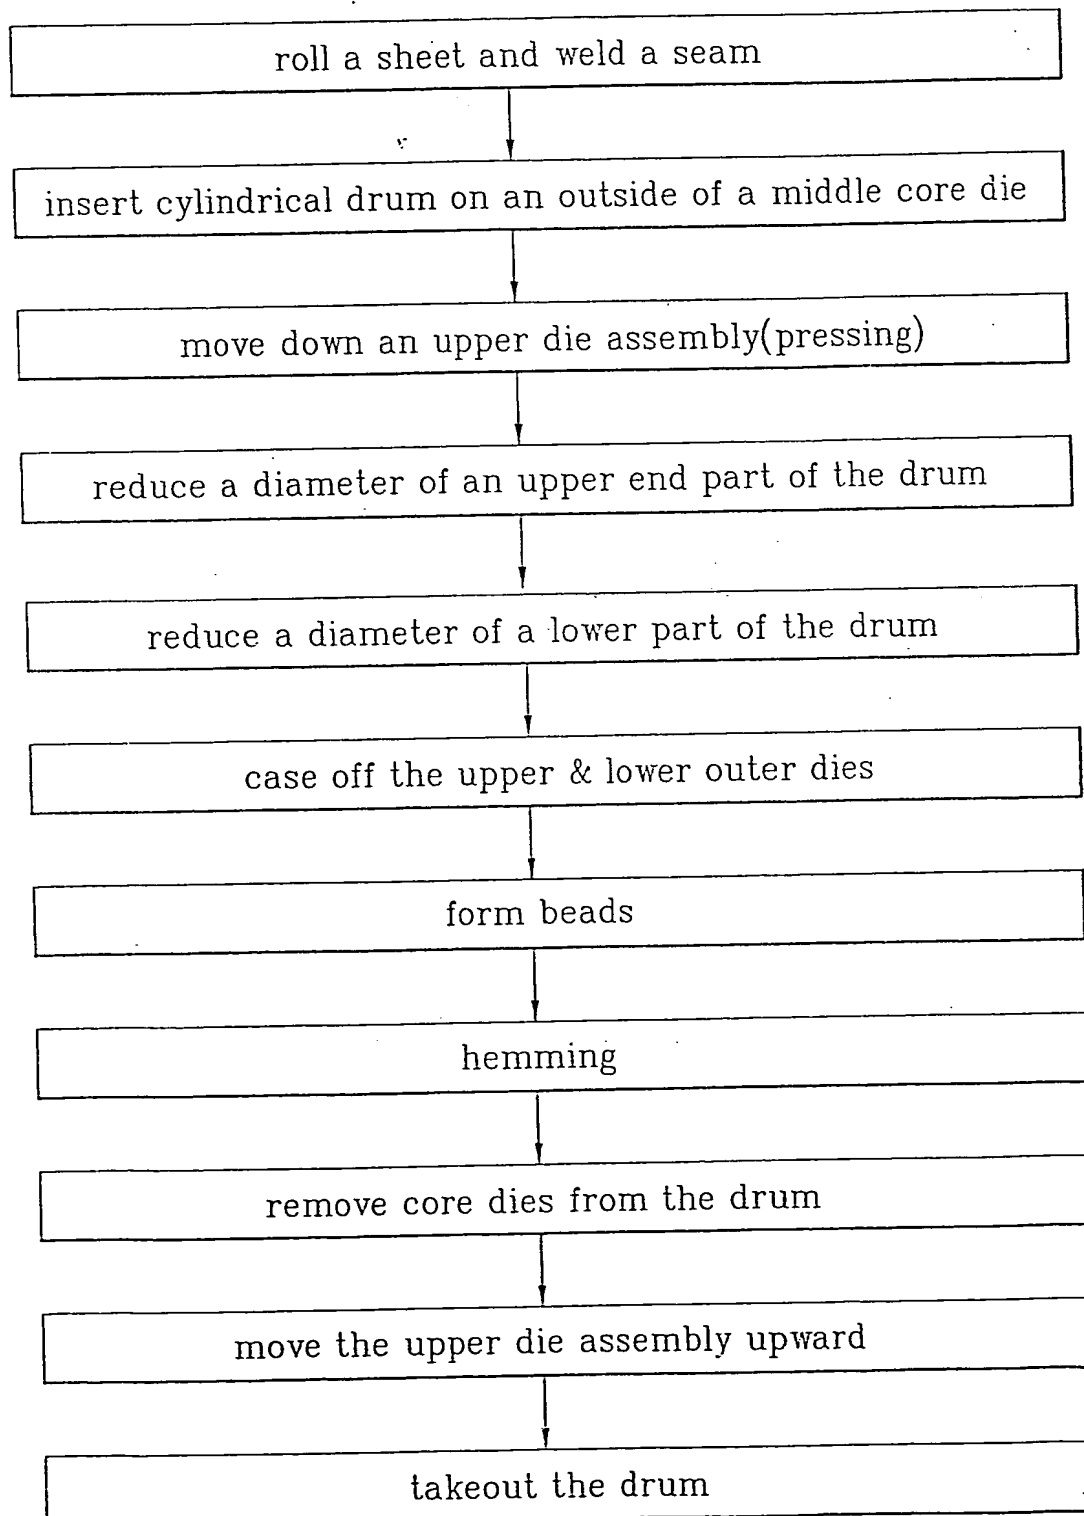 roll a sheet and weld a seam
insert cylindrical drum on an outside of a middle core die
move down an upper die assembly(pressing)
reduce a diameter of an upper end part of the drum
reduce a diameter of a lower part of the drum
case off the upper & lower outer dies
form beads
hemming
remove core dies from the drum
move the upper die assembly upward
takeout the drum